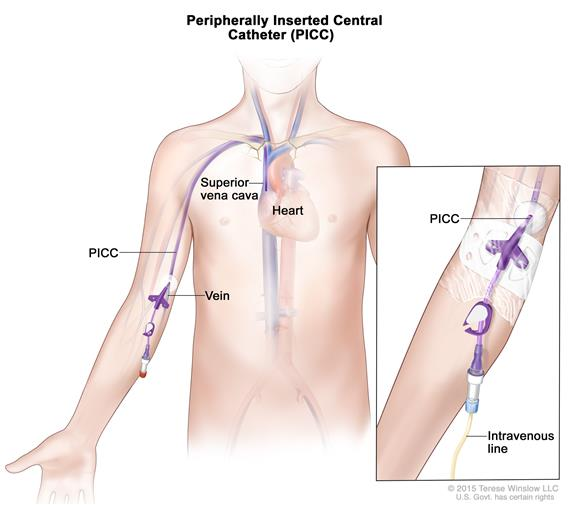 Peripherally Inserted Central
Catheter (PICC)
Superior
vena cava
Heart
PICC
Vein
PICC
Intravenous
line
© 2015 Terese Winslow LLC
U.S. Govt. has certain rights